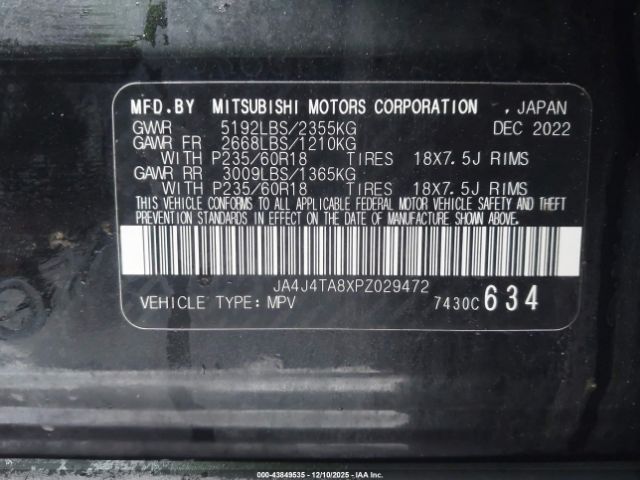 MFD.BY MITSUBISHI MOTORS CORPORATION , JAPAN
GVWR 5192LBS/2355KG DEC 2022
GAWR FR 2668LBS/1210KG
WITH P235/60R18 TIRES 18X7.5J RIMS
GAWR RR 3009LBS/1365KG
WITH P235/60R18 TIRES 18X7.5J RIMS
THIS VEHICLE CONFORMS TO ALL APPLICABLE FEDERAL MOTOR VEHICLE SAFETY AND THEFT
PREVENTION STANDARDS IN EFFECT ON THE DATE OF MANUFACTURE SHOWN ABOVE.
JA4J4TA8XPZ029472
VEHICLE TYPE: MPV 7430C 634
© 43849535 - 12/10/2025 - IAA Inc.